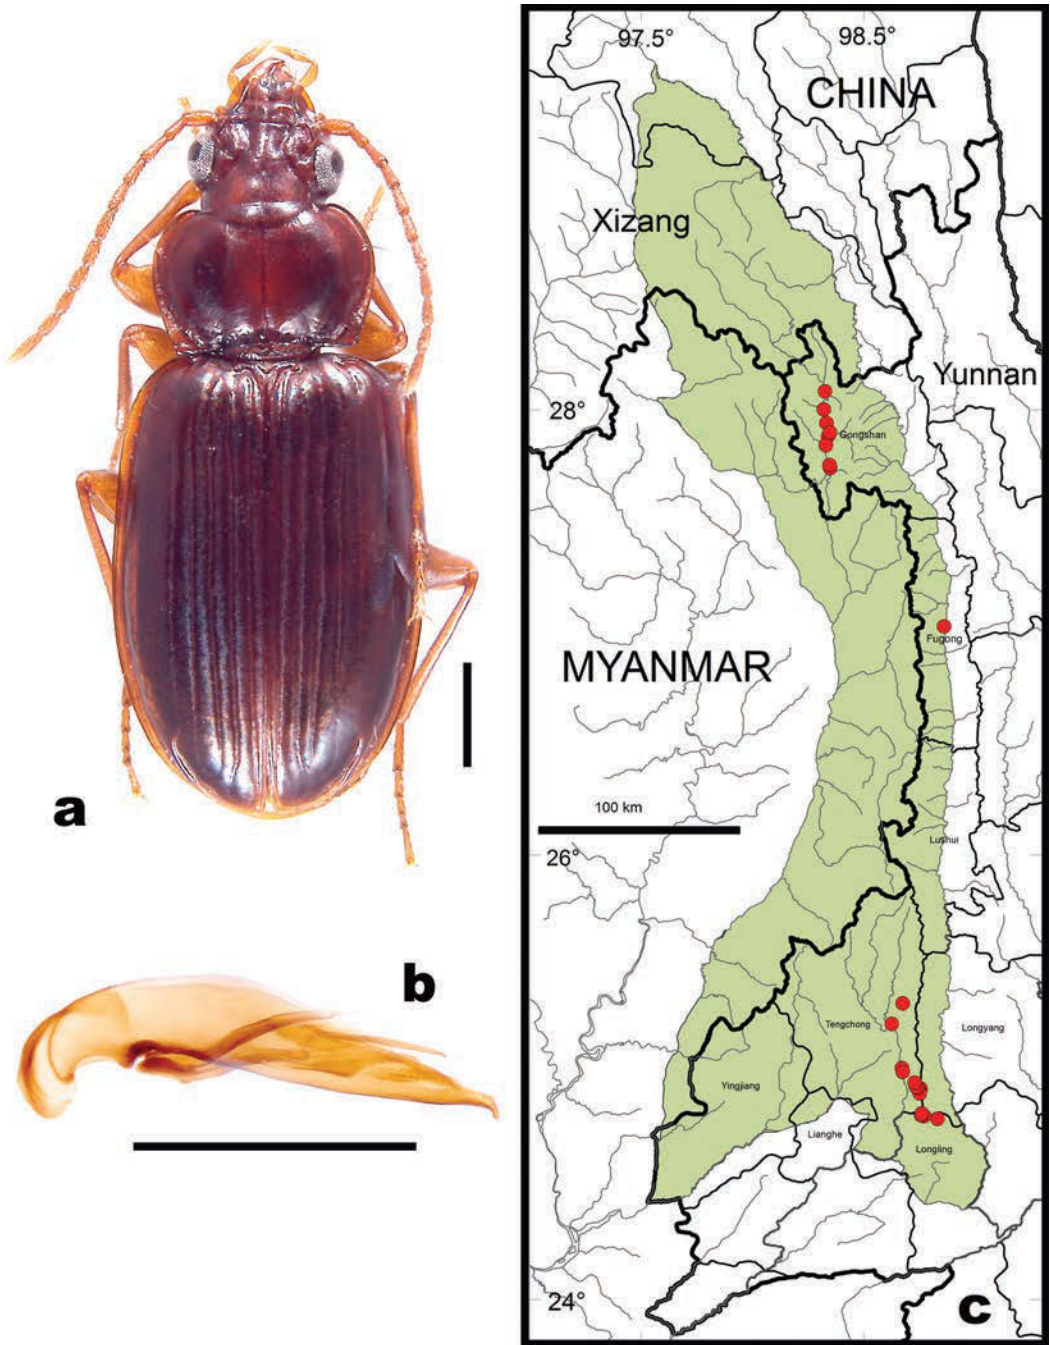 a
b
97.5°
98.5°
CHINA
Xizang
Yunnan
28°
Gongshan
Fugong
MYANMAR
100 km
26°
Lushui
Tengchong
Longyang
Yingjiang
Lianghe
Longling
24°
c